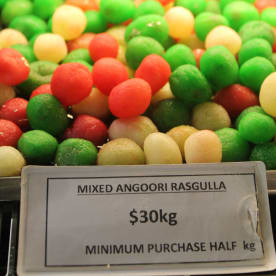 MIXED ANGOORI RASGULLA
$30kg
MINIMUM PURCHASE HALF kg